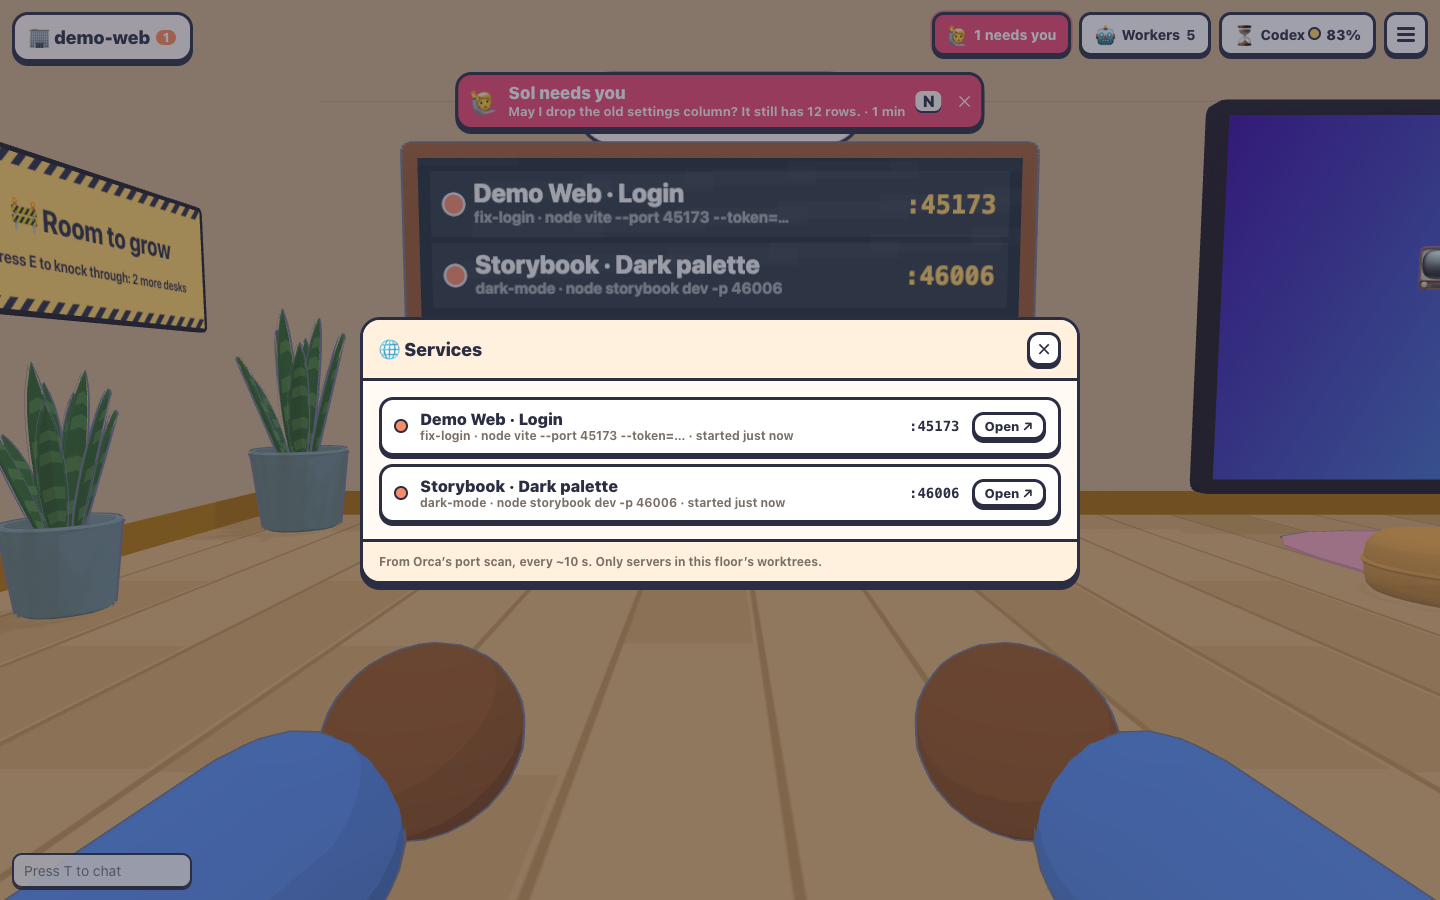 demo-web 1
1 needs you
Workers 5
Codex 83%
Sol needs you
May I drop the old settings column? It still has 12 rows. · 1 min
N
Room to grow
ress E to knock through: 2 more desks
Demo Web · Login
fix-login · node vite --port 45173 --token=…
:45173
Storybook · Dark palette
dark-mode · node storybook dev -p 46006
:46006
Services
Demo Web · Login
fix-login · node vite --port 45173 --token=… · started just now
:45173
Open ↗
Storybook · Dark palette
dark-mode · node storybook dev -p 46006 · started just now
:46006
Open ↗
From Orca’s port scan, every ~10 s. Only servers in this floor’s worktrees.
Press T to chat